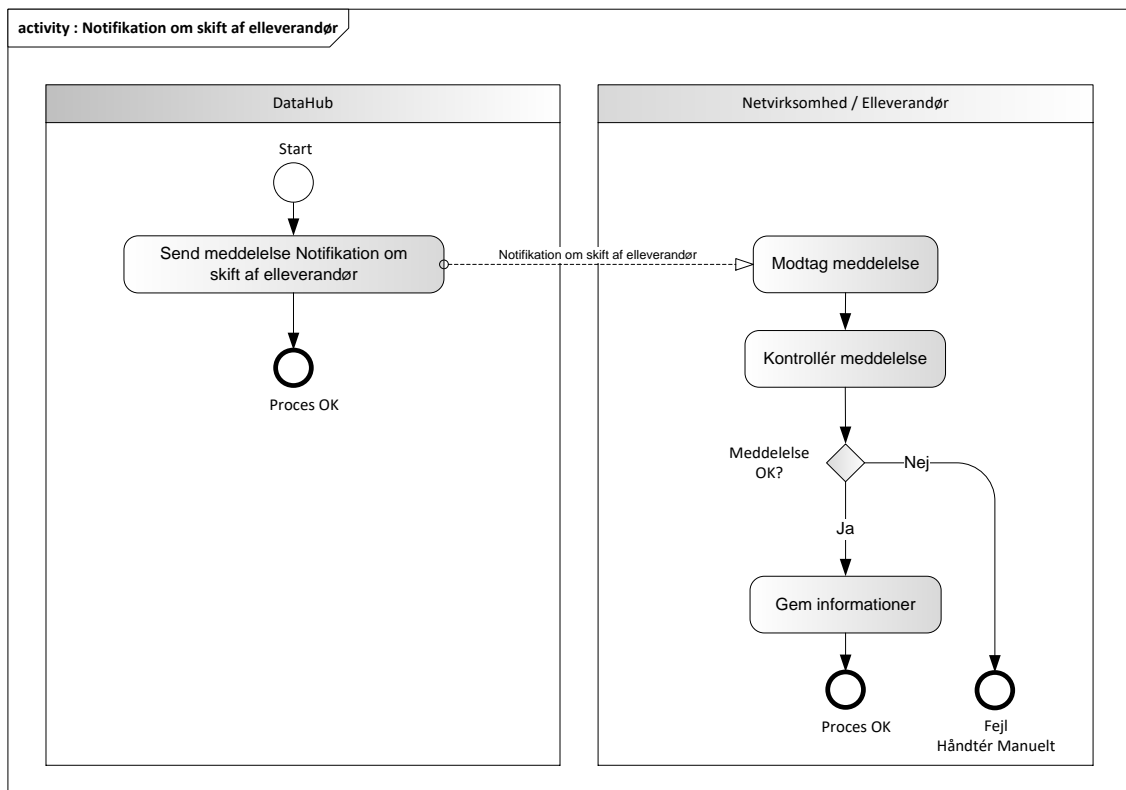 activity : Notifikation om skift af elleverandør
DataHub
Netvirksomhed / Elleverandør
Start
Send meddelelse Notifikation om
skift af elleverandør
Notifikation om skift af elleverandør
Modtag meddelelse
Kontrollér meddelelse
Proces OK
Meddelelse
OK?
Nej
Ja
Gem informationer
Proces OK
Fejl
Håndtér Manuelt